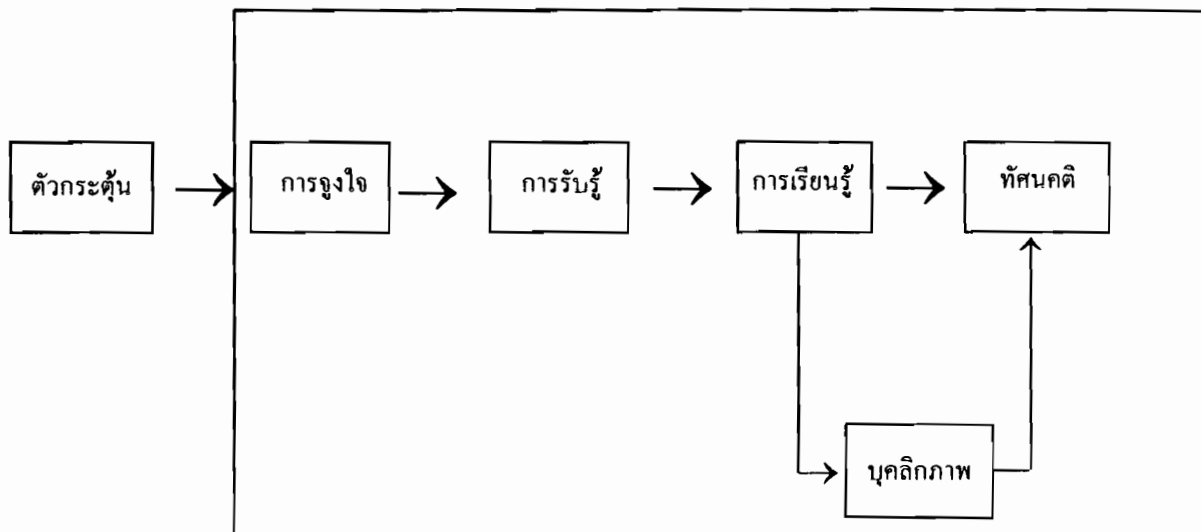 ตัวกระตุ้น
การจูงใจ
การรับรู้
การเรียนรู้
ทัศนคติ
บุคลิกภาพ